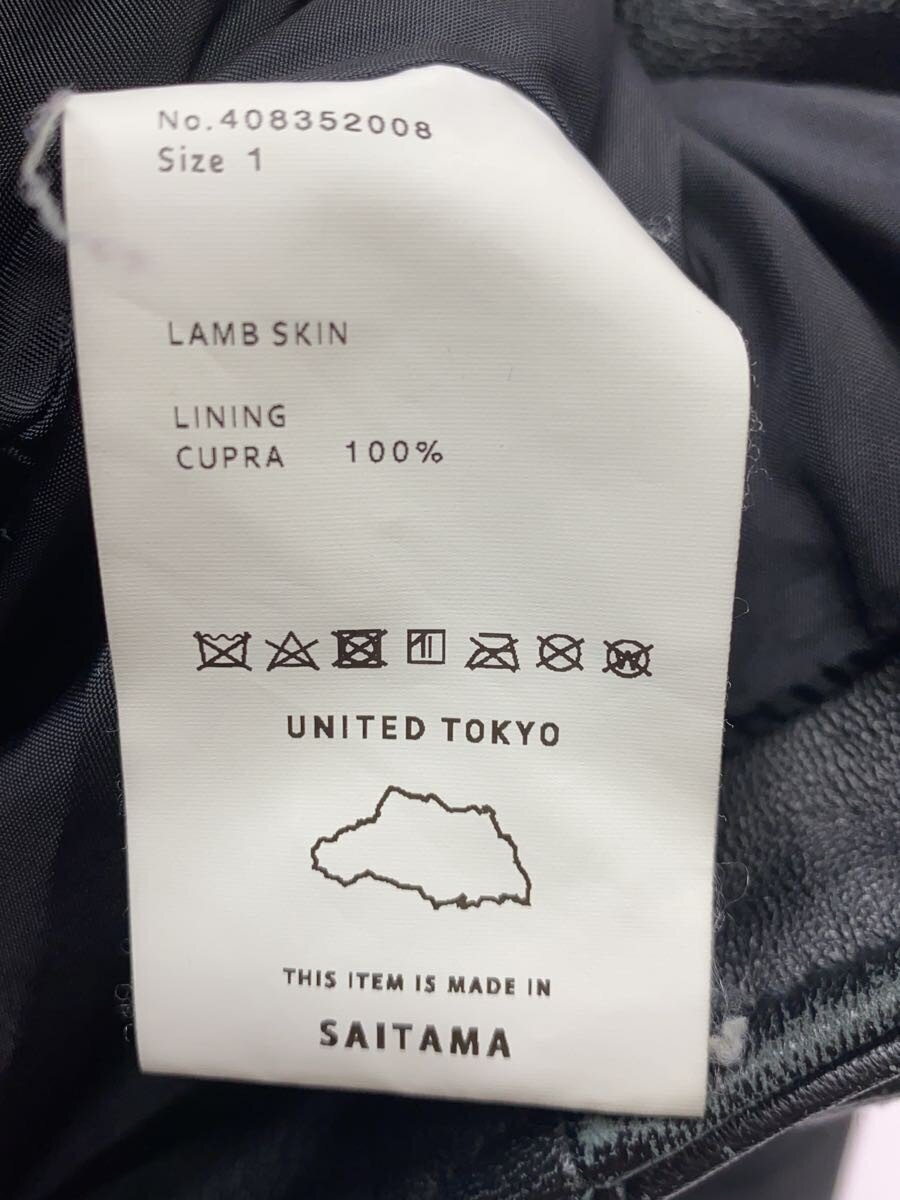 No.408352008
Size 1
LAMB SKIN
LINING
CUPRA 100%
UNITED TOKYO
THIS ITEM IS MADE IN
SAITAMA